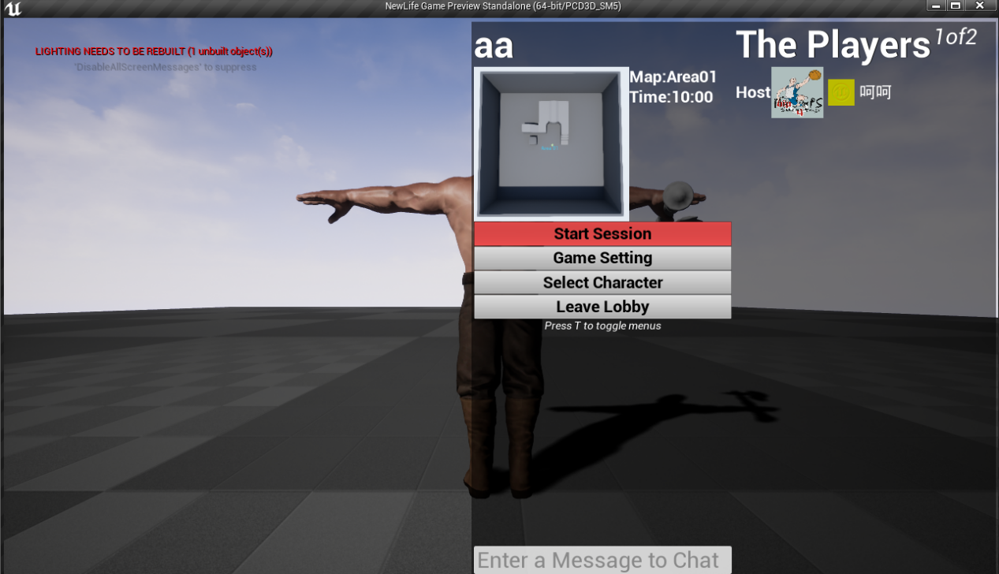 NewLife Game Preview Standalone (64-bit/PCD3D_SM5)
LIGHTING NEEDS TO BE REBUILT (1 unbuilt object(s))
'DisableAllScreenMessages' to suppress
aa
Map:Area01
Time:10:00
Start Session
Game Setting
Select Character
Leave Lobby
Press T to toggle menus
Enter a Message to Chat
The Players 1of2
Host 呵呵